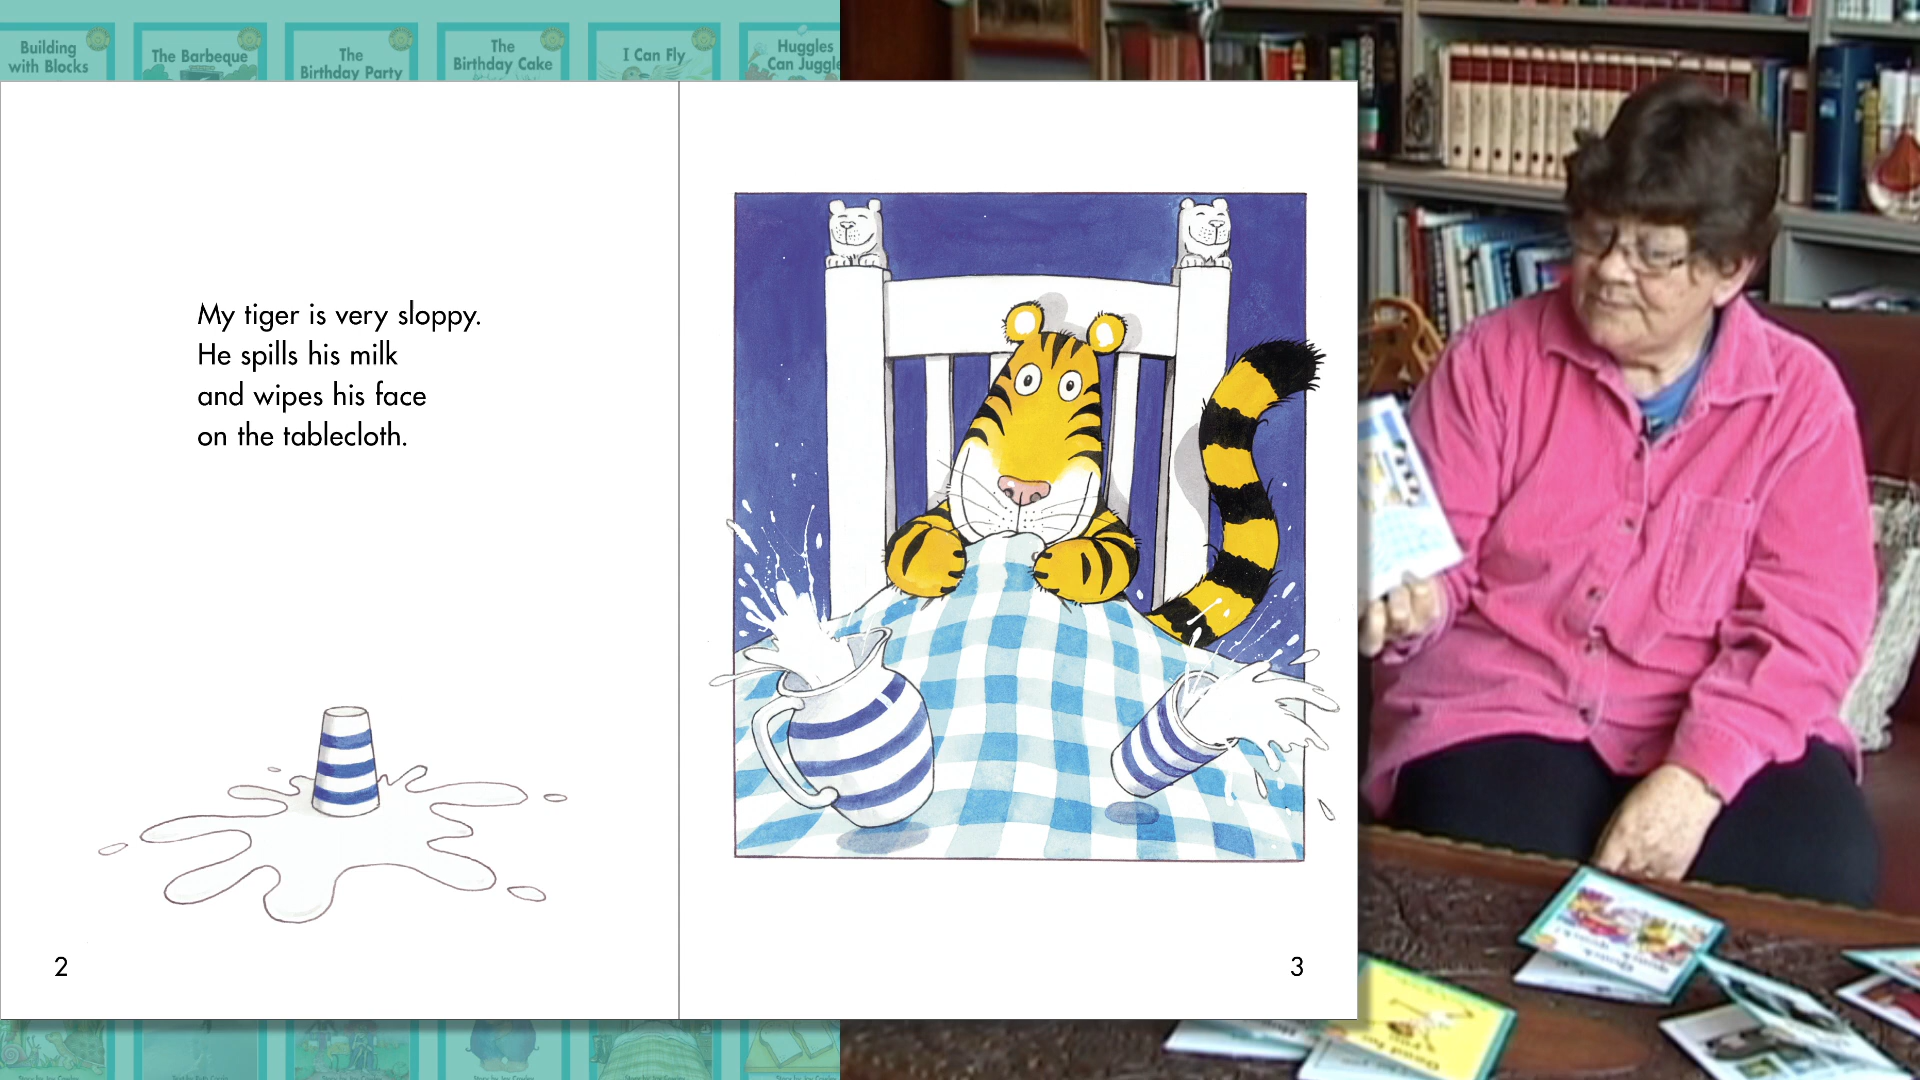 Building
with Blocks
The Barbeque
The
Birthday Party
The
Birthday Cake
I Can Fly
Huggles
Can Juggle
My tiger is very sloppy.
He spills his milk
and wipes his face
on the tablecloth.
2
3